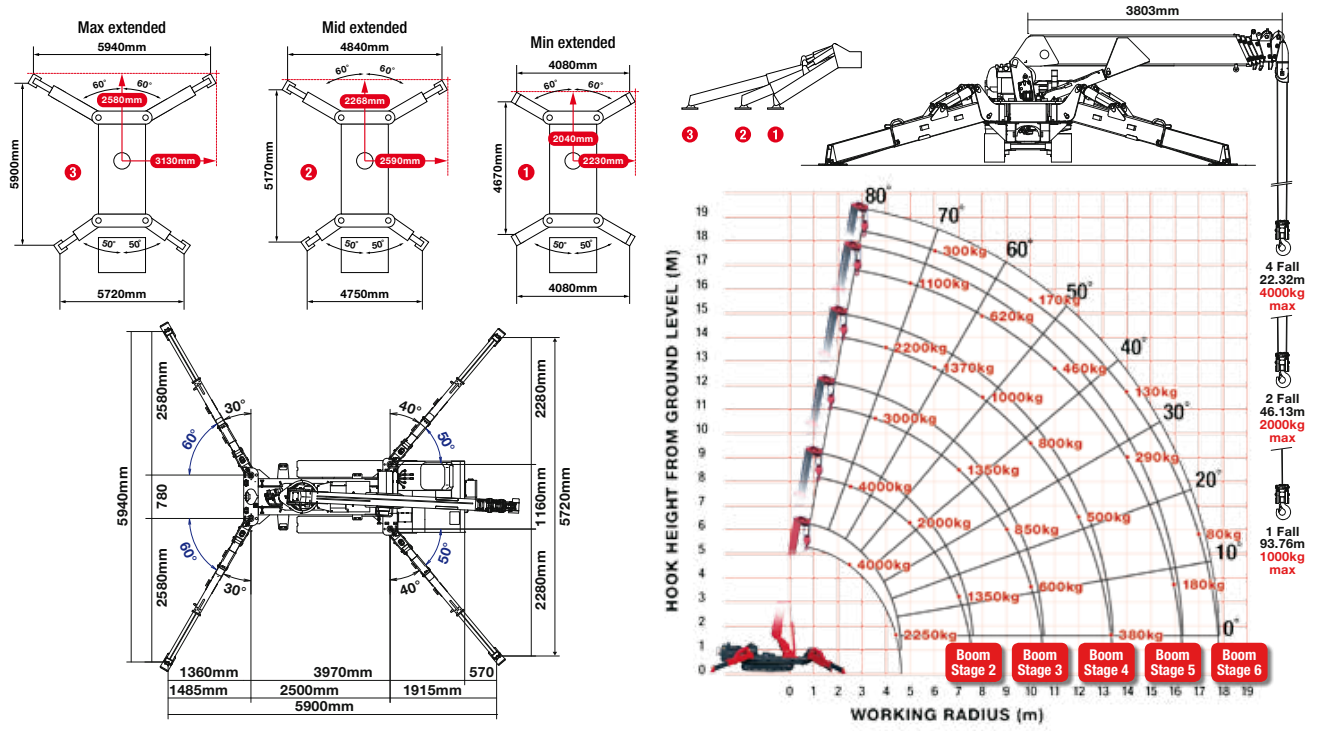 Max extended
5940mm
60°
60°
2580mm
3130mm
5900mm
3
50°
50°
5720mm
Mid extended
4840mm
60°
60°
2268mm
2590mm
5170mm
2
50°
50°
4750mm
Min extended
4080mm
60°
60°
2040mm
2230mm
4670mm
1
50°
50°
4080mm
3803mm
3
2
1
5940mm
2580mm
780
2580mm
30°
60°
60°
30°
40°
50°
50°
40°
2280mm
1160mm
2280mm
5720mm
1360mm
3970mm
570
1485mm
2500mm
1915mm
5900mm
HOOK HEIGHT FROM GROUND LEVEL (M)
19
18
17
16
15
14
13
12
11
10
9
8
7
6
5
4
3
2
1
0
80°
70°
60°
50°
40°
30°
20°
10°
0°
300kg
170kg
1100kg
620kg
2200kg
1370kg
460kg
130kg
1000kg
3000kg
800kg
290kg
1350kg
4000kg
2000kg
850kg
500kg
80kg
4000kg
1350kg
600kg
180kg
2250kg
380kg
Boom
Stage 2
Boom
Stage 3
Boom
Stage 4
Boom
Stage 5
Boom
Stage 6
0 1 2 3 4 5 6 7 8 9 10 11 12 13 14 15 16 17 18 19
WORKING RADIUS (m)
4 Fall
22.32m
4000kg
max
2 Fall
46.13m
2000kg
max
1 Fall
93.76m
1000kg
max